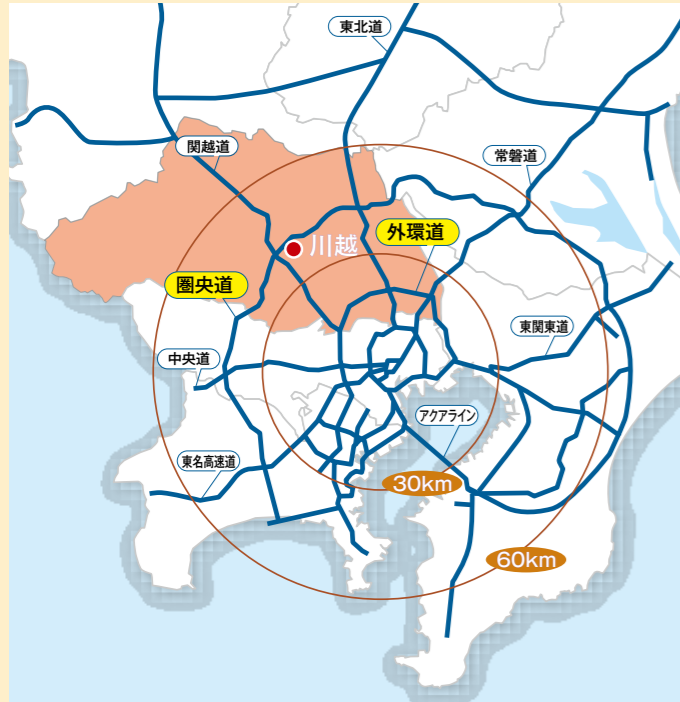 東北道
関越道
常磐道
外環道
川越
圏央道
東関東道
中央道
アクアライン
東名高速道
30km
60km